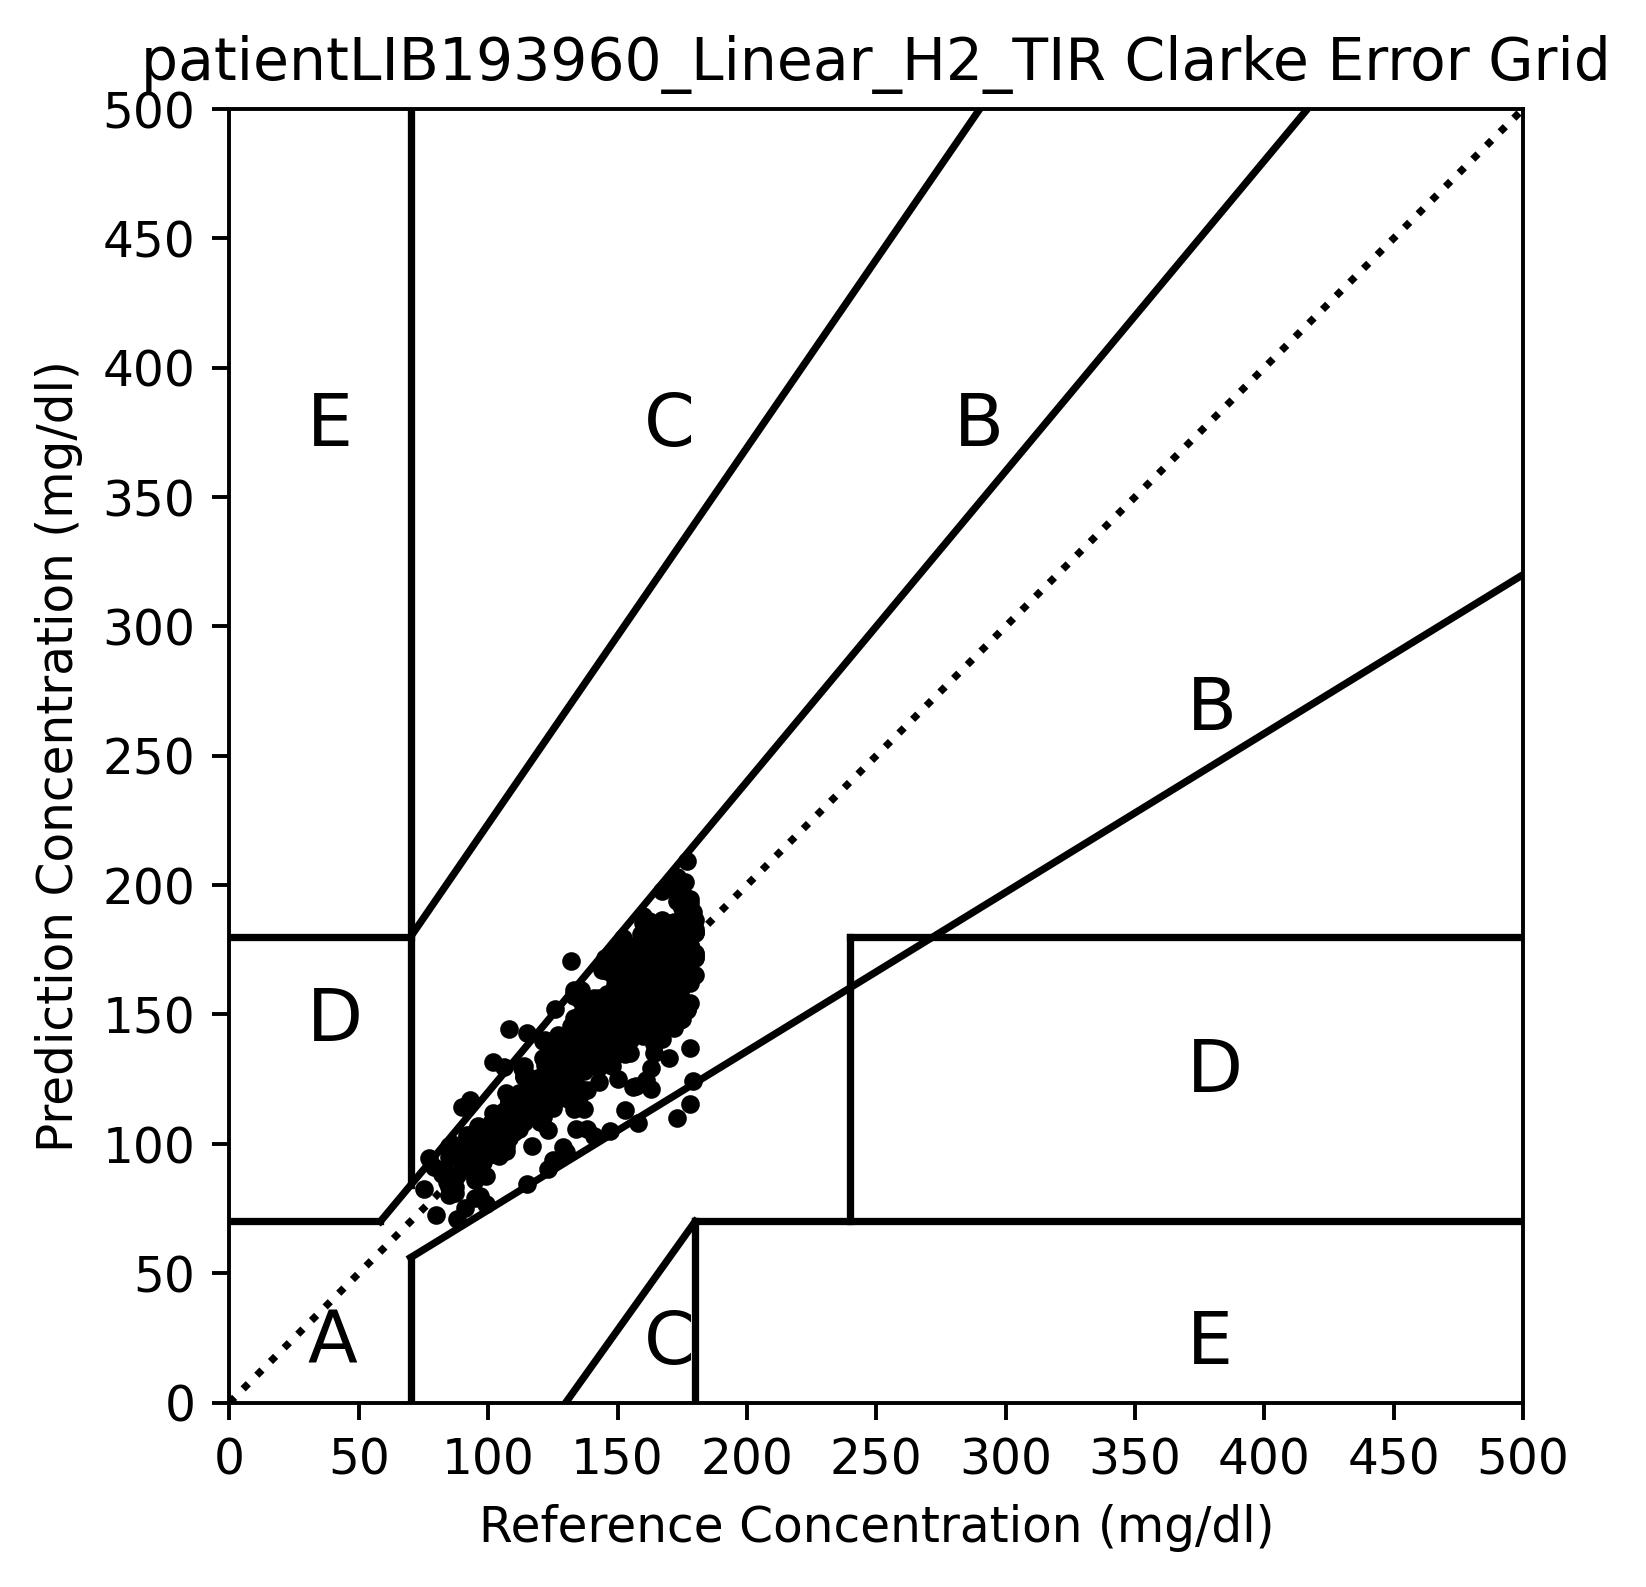 patientLIB193960_Linear_H2_TIR Clarke Error Grid
500
450
400
350
300
250
200
150
100
50
0
Prediction Concentration (mg/dl)
E
C
B
B
D
D
A
C
E
0 50 100 150 200 250 300 350 400 450 500
Reference Concentration (mg/dl)